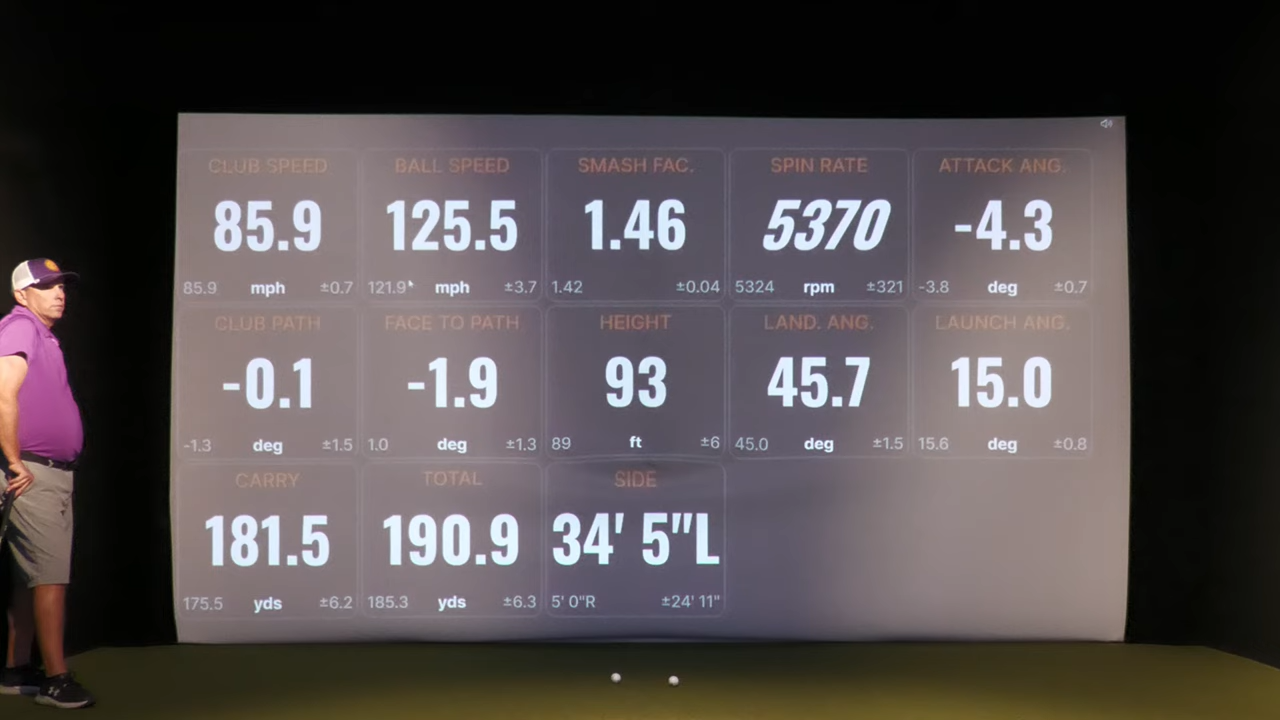 CLUB SPEED BALL SPEED SMASH FAC. SPIN RATE ATTACK ANG.
85.9 125.5 1.46 5370 -4.3
85.9 mph ±0.7 121.9 mph ±3.7 1.42 ±0.04 5324 rpm ±321 -3.8 deg ±0.7
CLUB PATH FACE TO PATH HEIGHT LAND. ANG. LAUNCH ANG.
-0.1 -1.9 93 45.7 15.0
-1.3 deg ±1.5 1.0 deg ±1.3 89 ft ±6 45.0 deg ±1.5 15.6 deg ±0.8
CARRY TOTAL SIDE
181.5 190.9 34' 5"L
175.5 yds ±6.2 185.3 yds ±6.3 5' 0"R ±24' 11"